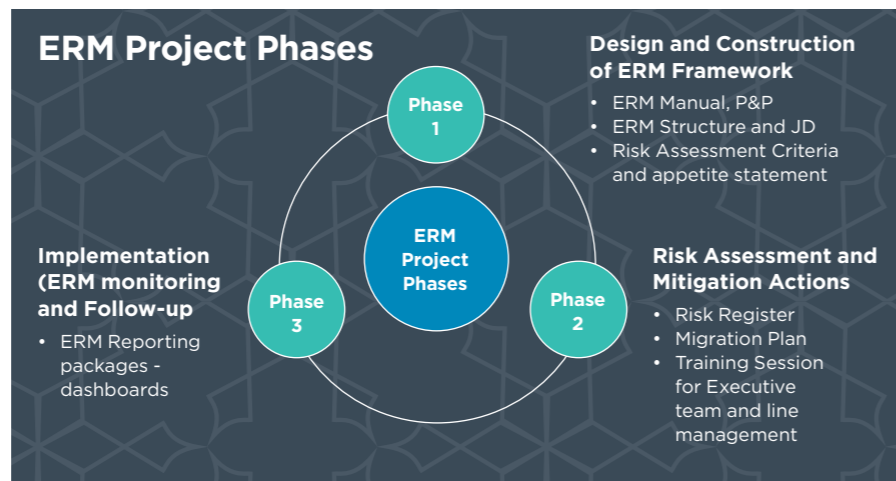 ERM Project Phases
Phase
1
Design and Construction
of ERM Framework
• ERM Manual, P&P
• ERM Structure and JD
• Risk Assessment Criteria
and appetite statement
ERM
Project
Phases
Phase
2
Risk Assessment and
Mitigation Actions
• Risk Register
• Migration Plan
• Training Session
for Executive
team and line
management
Phase
3
Implementation
(ERM monitoring
and Follow-up
• ERM Reporting
packages -
dashboards